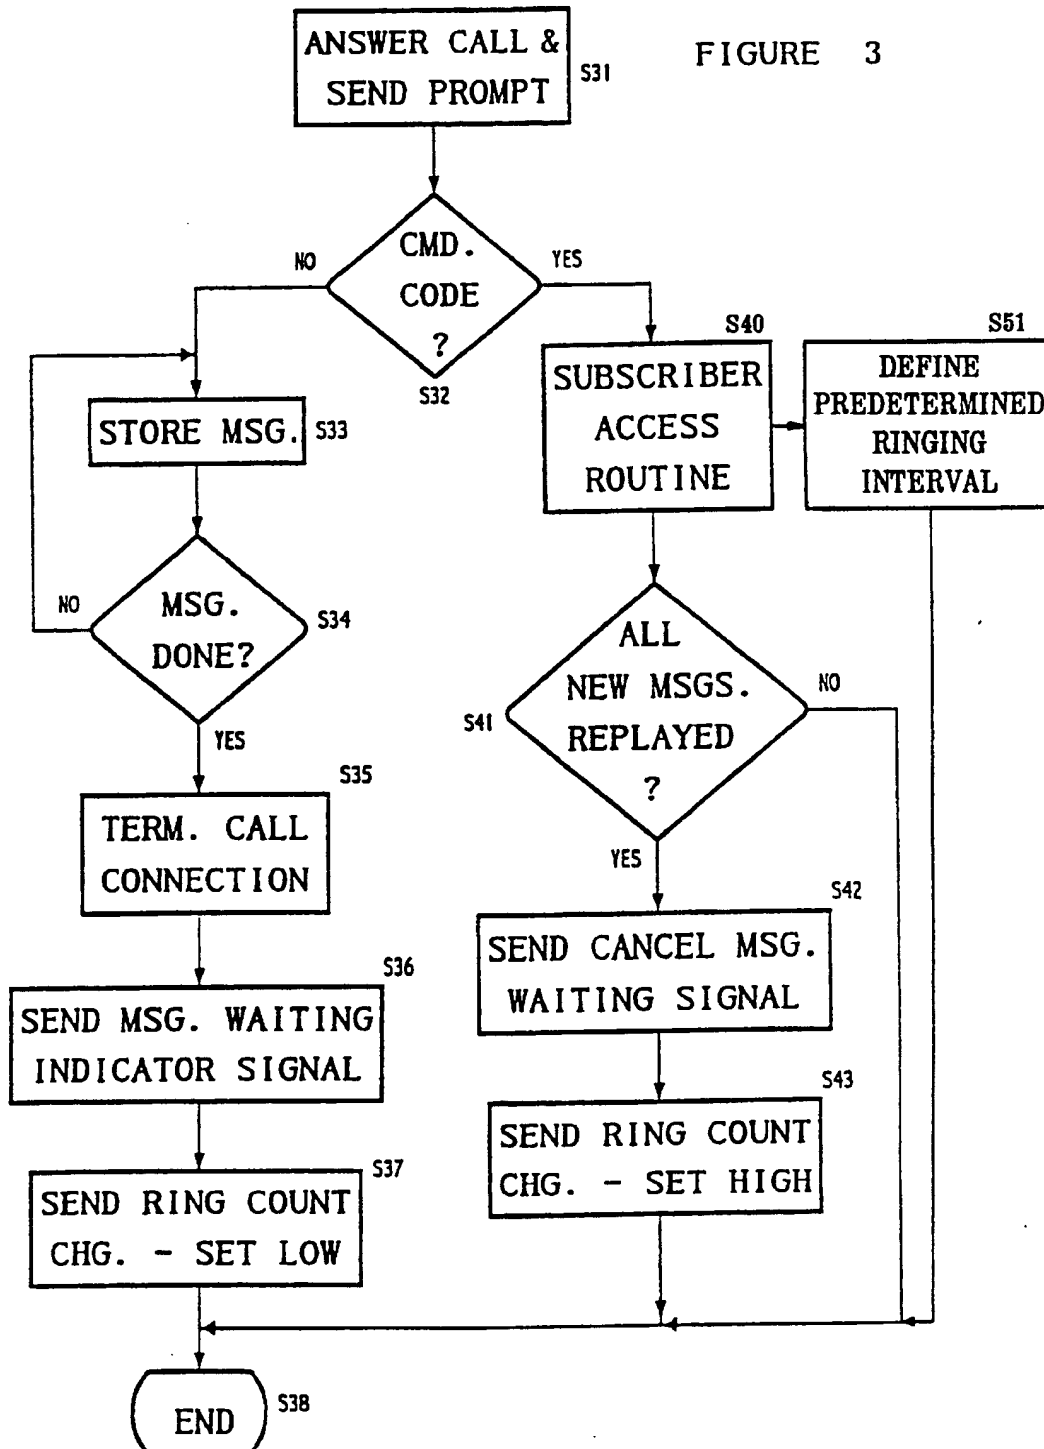 ANSWER CALL &
SEND PROMPT
S31
FIGURE 3
CMD.
CODE
?
S32
NO
YES
STORE MSG.
S33
MSG.
DONE?
S34
NO
YES
S35
TERM. CALL
CONNECTION
S36
SEND MSG. WAITING
INDICATOR SIGNAL
S37
SEND RING COUNT
CHG. - SET LOW
S40
SUBSCRIBER
ACCESS
ROUTINE
S51
DEFINE
PREDETERMINED
RINGING
INTERVAL
ALL
NEW MSGS.
REPLAYED
?
S41
NO
YES
S42
SEND CANCEL MSG.
WAITING SIGNAL
S43
SEND RING COUNT
CHG. - SET HIGH
END
S38